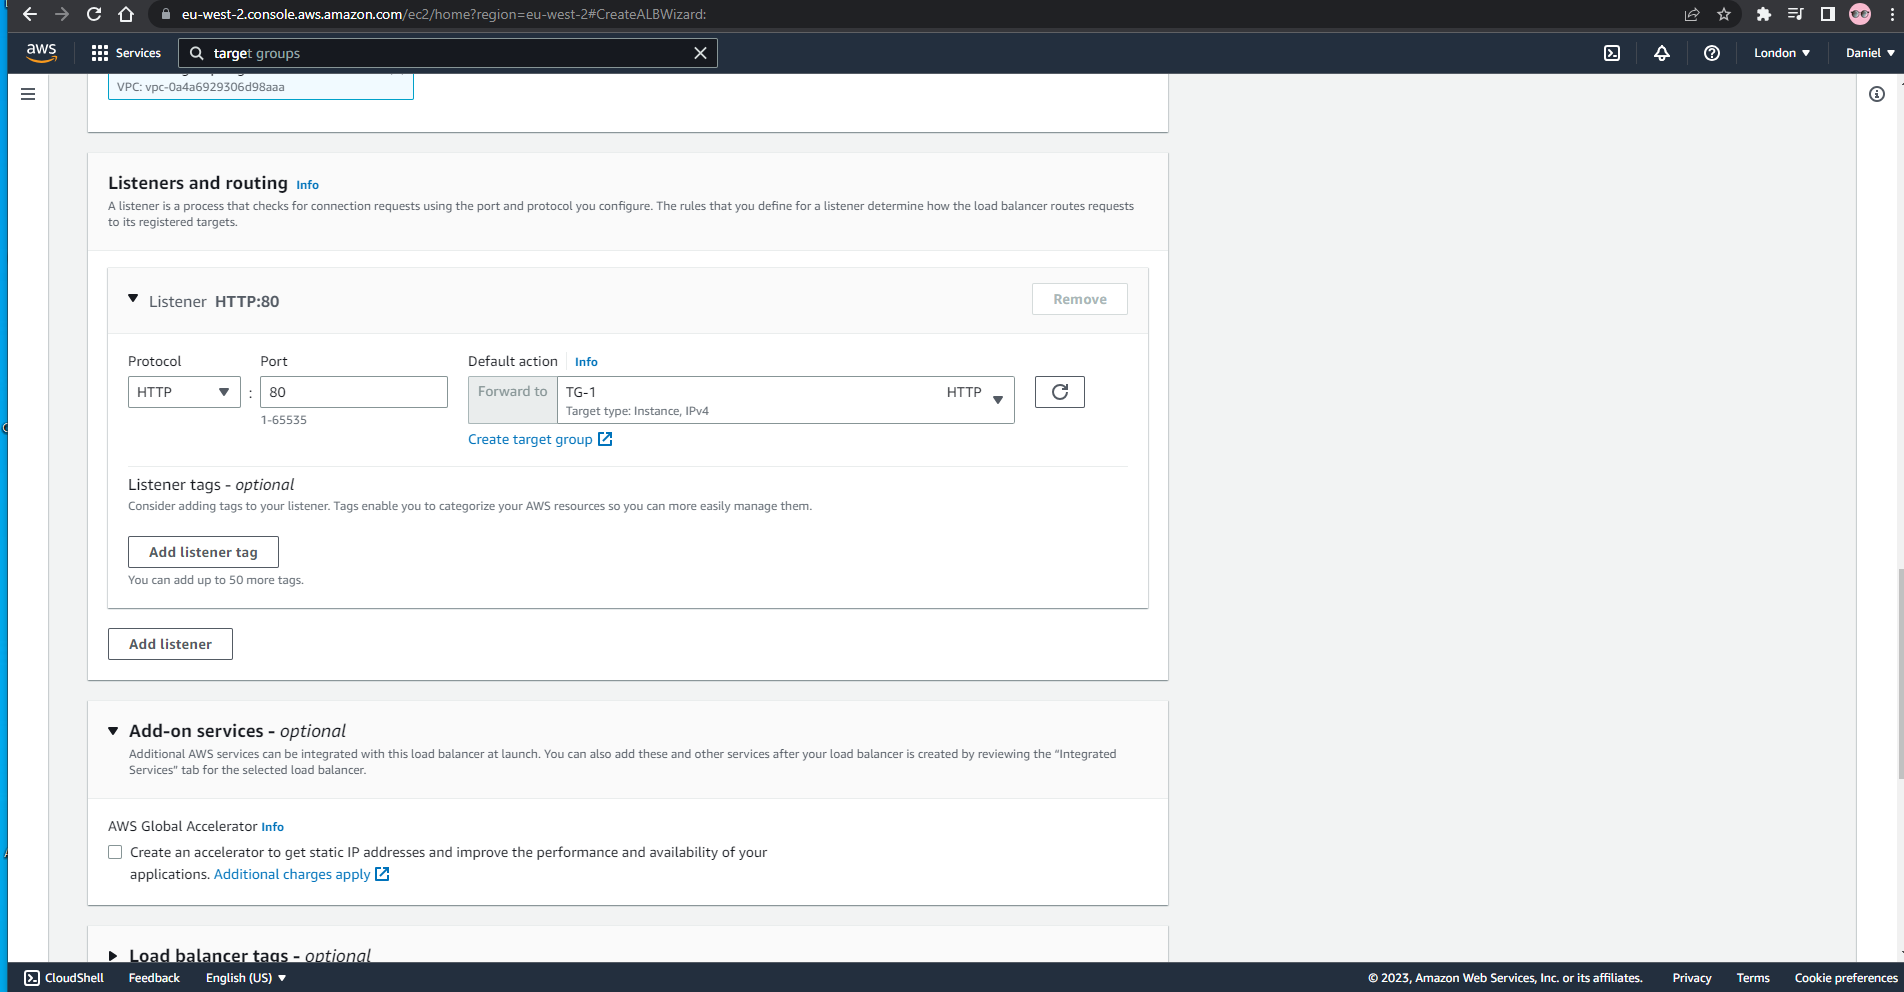 eu-west-2.console.aws.amazon.com/ec2/home?region=eu-west-2#CreateALBWizard:
aws
Services
target groups
London
Daniel
VPC: vpc-0a4a6929306d98aaa
Listeners and routing Info
A listener is a process that checks for connection requests using the port and protocol you configure. The rules that you define for a listener determine how the load balancer routes requests
to its registered targets.
Listener HTTP:80
Remove
Protocol
Port
Default action
Info
HTTP
:
80
Forward to
TG-1
HTTP
Target type: Instance, IPv4
1-65535
Create target group
Listener tags - optional
Consider adding tags to your listener. Tags enable you to categorize your AWS resources so you can more easily manage them.
Add listener tag
You can add up to 50 more tags.
Add listener
Add-on services - optional
Additional AWS services can be integrated with this load balancer at launch. You can also add these and other services after your load balancer is created by reviewing the “Integrated
Services” tab for the selected load balancer.
AWS Global Accelerator Info
Create an accelerator to get static IP addresses and improve the performance and availability of your
applications. Additional charges apply
Load balancer tags - optional
CloudShell
Feedback
English (US)
© 2023, Amazon Web Services, Inc. or its affiliates.
Privacy
Terms
Cookie preferences